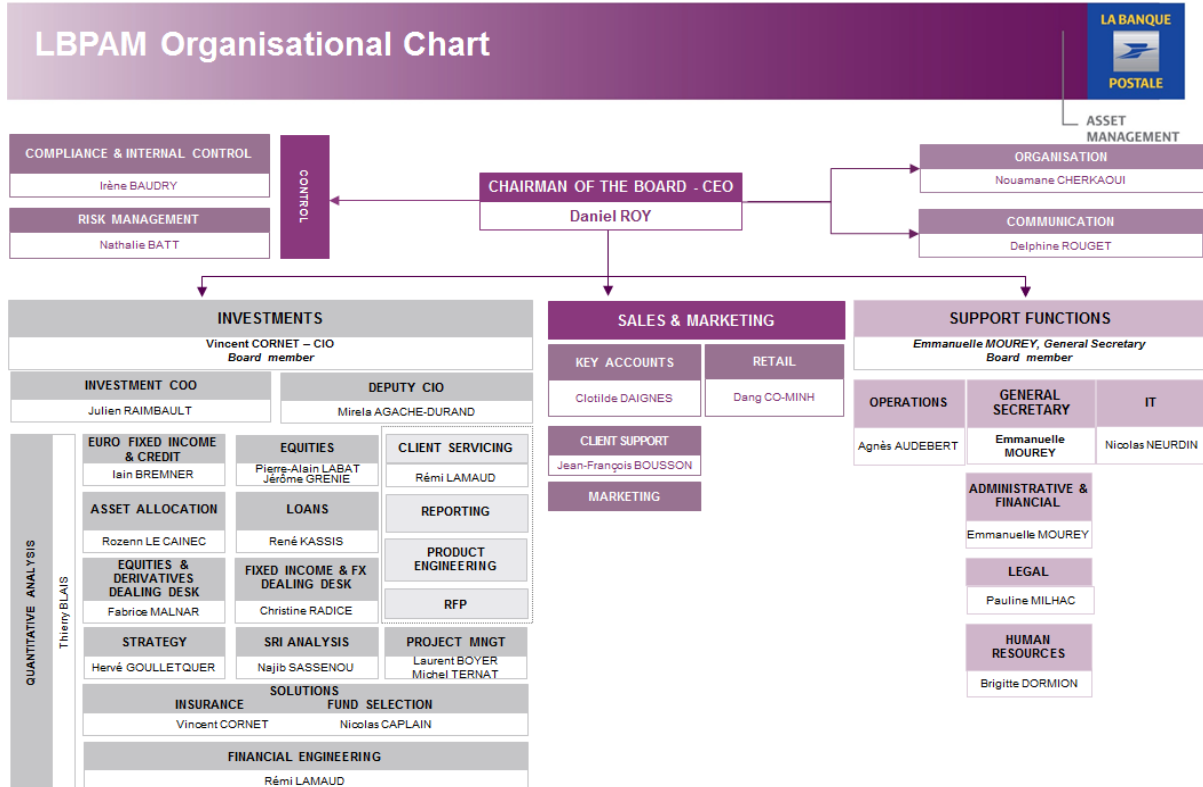 LBPAM Organisational Chart
LA BANQUE
POSTALE
ASSET
MANAGEMENT
COMPLIANCE & INTERNAL CONTROL
Irène BAUDRY
RISK MANAGEMENT
Nathalie BATT
CONTROL
CHAIRMAN OF THE BOARD - CEO
Daniel ROY
ORGANISATION
Nouamane CHERKAOUI
COMMUNICATION
Delphine ROUGET
INVESTMENTS
Vincent CORNET – CIO
Board member
INVESTMENT COO
Julien RAIMBAULT
DEPUTY CIO
Mirela AGACHE-DURAND
QUANTITATIVE ANALYSIS
Thierry BLAIS
EURO FIXED INCOME
& CREDIT
Iain BREMNER
EQUITIES
Pierre-Alain LABAT
Jérôme GRENIE
CLIENT SERVICING
Rémi LAMAUD
ASSET ALLOCATION
Rozenn LE CAINEC
LOANS
René KASSIS
REPORTING
PRODUCT
ENGINEERING
RFP
EQUITIES &
DERIVATIVES
DEALING DESK
Fabrice MALNAR
FIXED INCOME & FX
DEALING DESK
Christine RADICE
STRATEGY
Hervé GOULLETQUER
SRI ANALYSIS
Najib SASSENOU
PROJECT MNGT
Laurent BOYER
Michel TERNAT
SOLUTIONS
INSURANCE FUND SELECTION
Vincent CORNET Nicolas CAPLAIN
FINANCIAL ENGINEERING
Rémi LAMAUD
SALES & MARKETING
KEY ACCOUNTS
Clotilde DAIGNES
RETAIL
Dang CO-MINH
CLIENT SUPPORT
Jean-François BOUSSON
MARKETING
SUPPORT FUNCTIONS
Emmanuelle MOUREY, General Secretary
Board member
OPERATIONS
Agnès AUDEBERT
GENERAL
SECRETARY
Emmanuelle
MOUREY
IT
Nicolas NEURDIN
ADMINISTRATIVE &
FINANCIAL
Emmanuelle MOUREY
LEGAL
Pauline MILHAC
HUMAN
RESOURCES
Brigitte DORMION